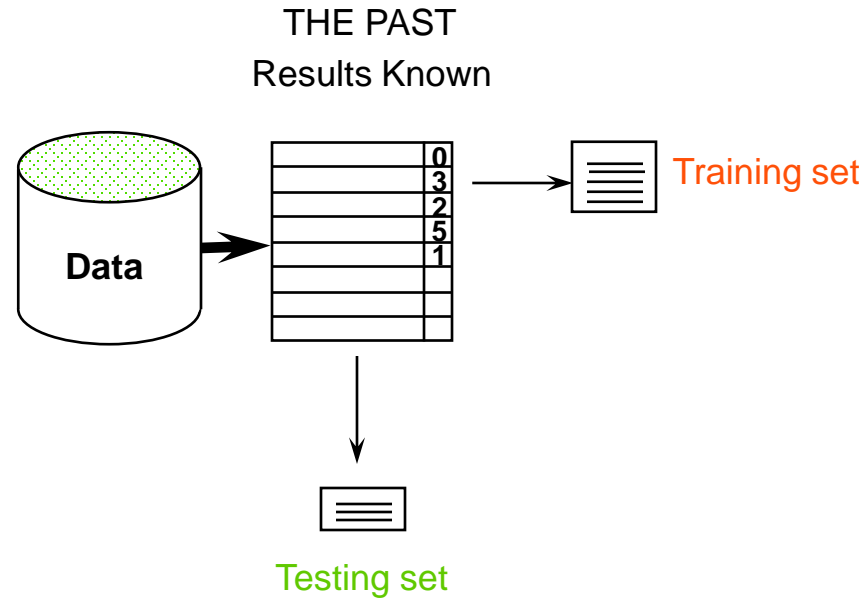 THE PAST
Results Known
0
3
2
5
1
Training set
Data
Testing set